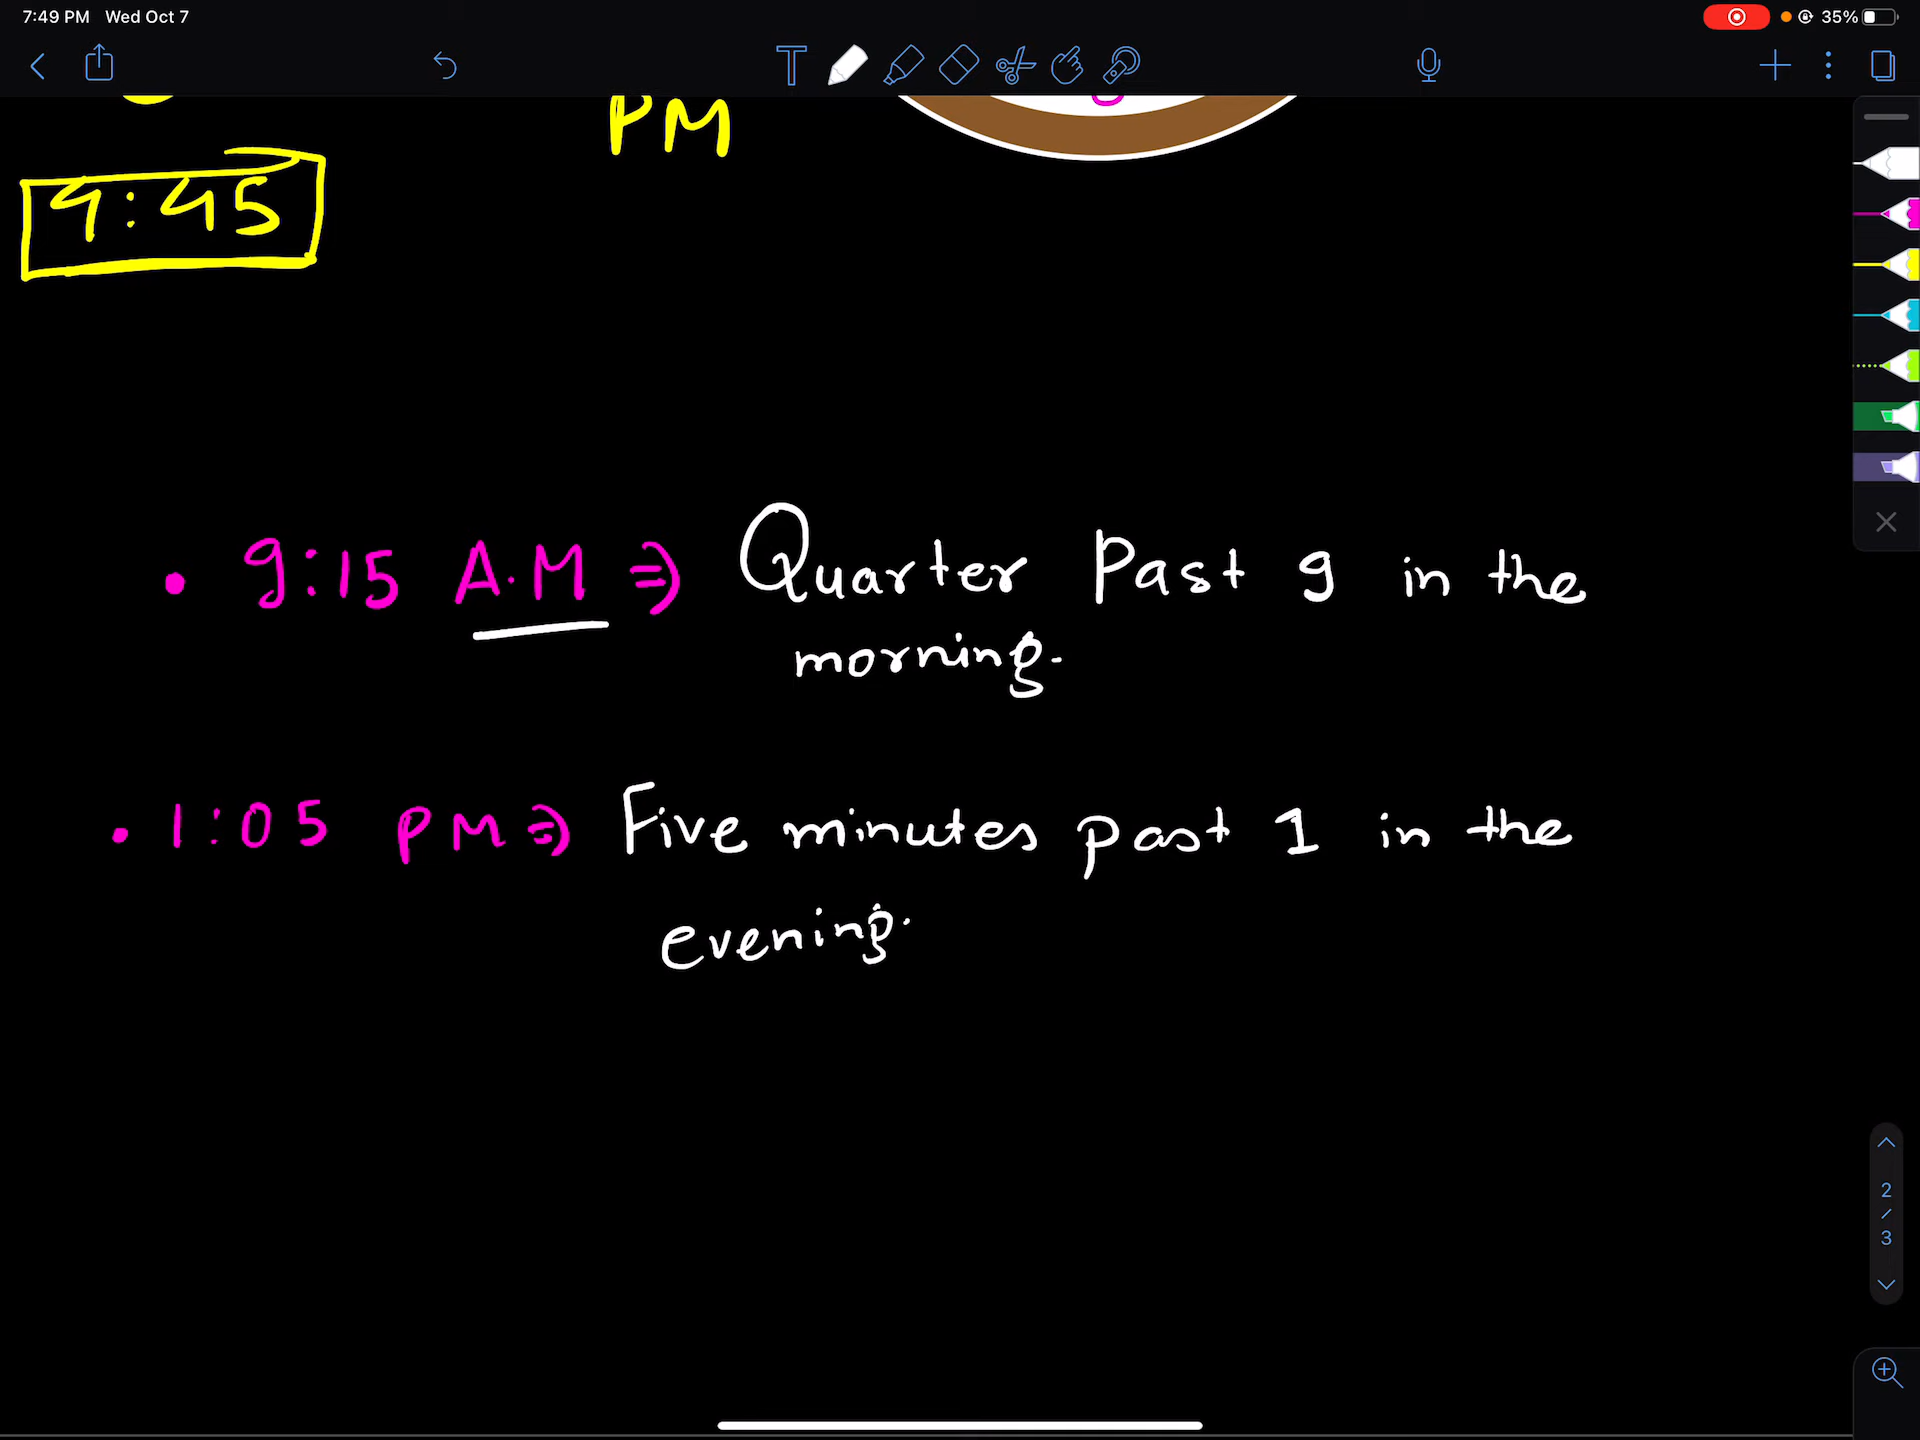 7:49 PM Wed Oct 7
35%
PM
9:45
• 9:15 A.M ⇒ Quarter Past 9 in the
morning.
• 1:05 PM ⇒ Five minutes past 1 in the
evening.
2
/
3